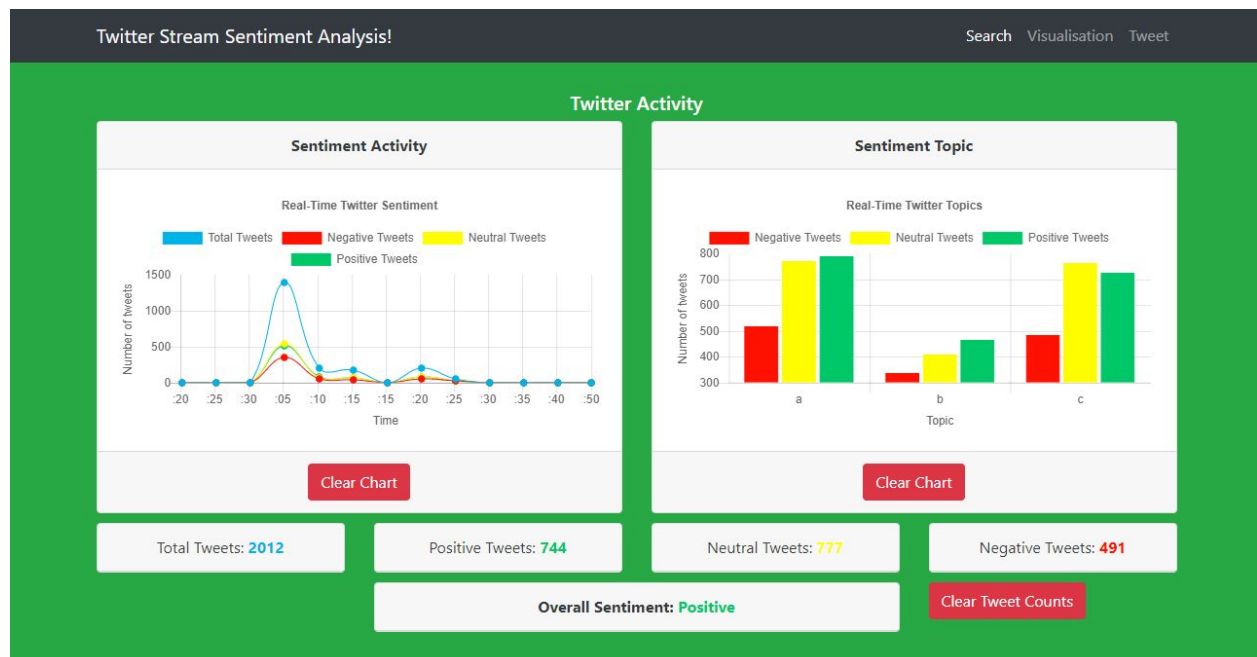 Twitter Stream Sentiment Analysis!
Search Visualisation Tweet
Twitter Activity
Sentiment Activity
Real-Time Twitter Sentiment
Total Tweets Negative Tweets Neutral Tweets
Positive Tweets
Number of tweets
1500
1000
500
0
:20 :25 :30 :05 :10 :15 :15 :20 :25 :30 :35 :40 :50
Time
Clear Chart
Sentiment Topic
Real-Time Twitter Topics
Negative Tweets Neutral Tweets Positive Tweets
Number of tweets
800
700
600
500
400
300
a b c
Topic
Clear Chart
Total Tweets: 2012
Positive Tweets: 744
Neutral Tweets: 777
Negative Tweets: 491
Overall Sentiment: Positive
Clear Tweet Counts